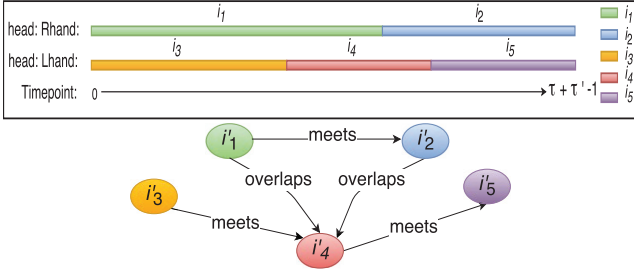 i1 i2
head: Rhand:
i3 i4 i5
head: Lhand:
Timepoint: 0 τ + τ'-1
i1
i2
i3
i4
i5
i'1 meets i'2
overlaps overlaps
i'3 i'5
meets meets
i'4